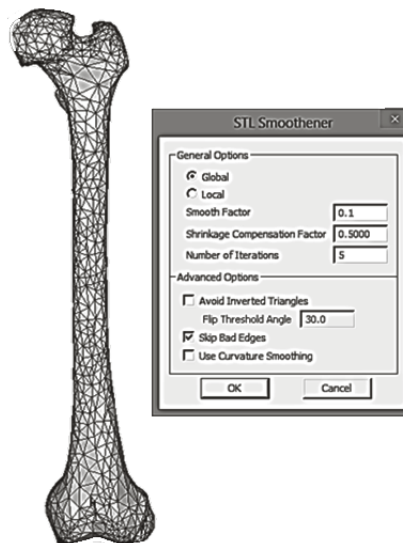 STL Smoothener
General Options
Global
Local
Smooth Factor 0.1
Shrinkage Compensation Factor 0.5000
Number of Iterations 5
Advanced Options
Avoid Inverted Triangles
Flip Threshold Angle 30.0
Skip Bad Edges
Use Curvature Smoothing
OK Cancel